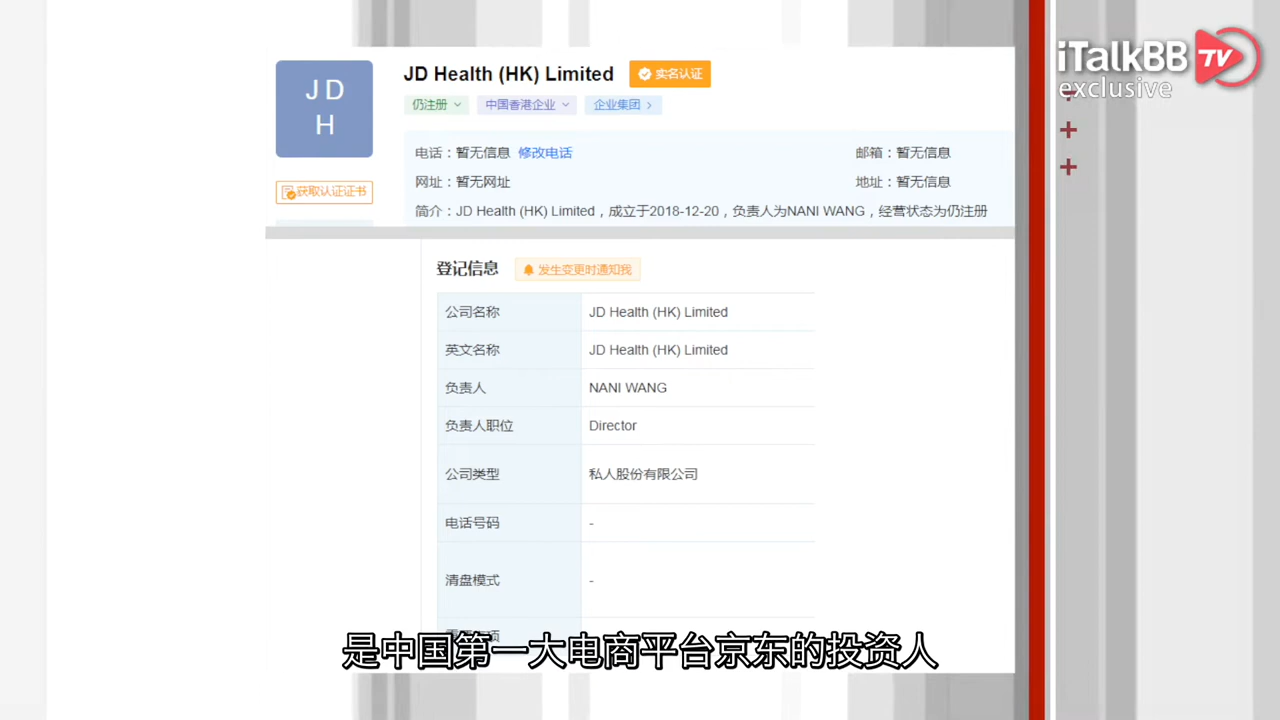 JD Health (HK) Limited 实名认证
JD
H
仍注册 中国香港企业 企业集团
电话：暂无信息 修改电话 邮箱：暂无信息
网址：暂无网址 地址：暂无信息
获取认证证书
简介：JD Health (HK) Limited，成立于2018-12-20，负责人为NANI WANG，经营状态为仍注册
登记信息 发生变更时通知我
公司名称 JD Health (HK) Limited
英文名称 JD Health (HK) Limited
负责人 NANI WANG
负责人职位 Director
公司类型 私人股份有限公司
电话号码 -
清盘模式 -
是中国第一大电商平台京东的投资人
iTalkBB TV
exclusive